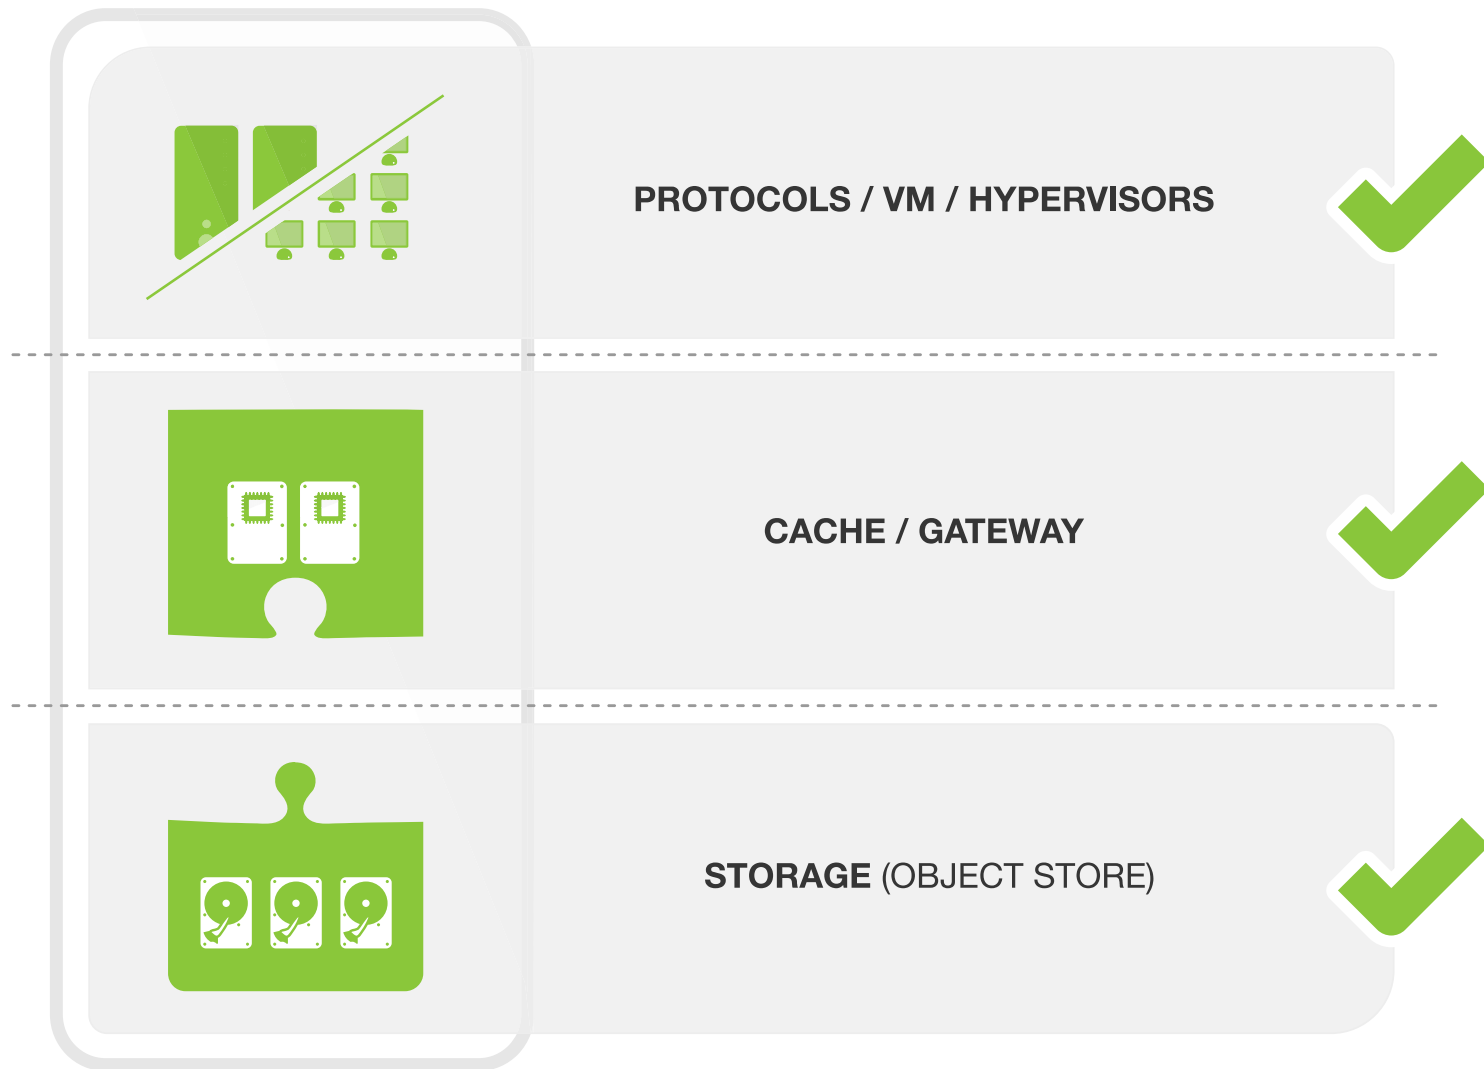 PROTOCOLS / VM / HYPERVISORS
CACHE / GATEWAY
STORAGE (OBJECT STORE)